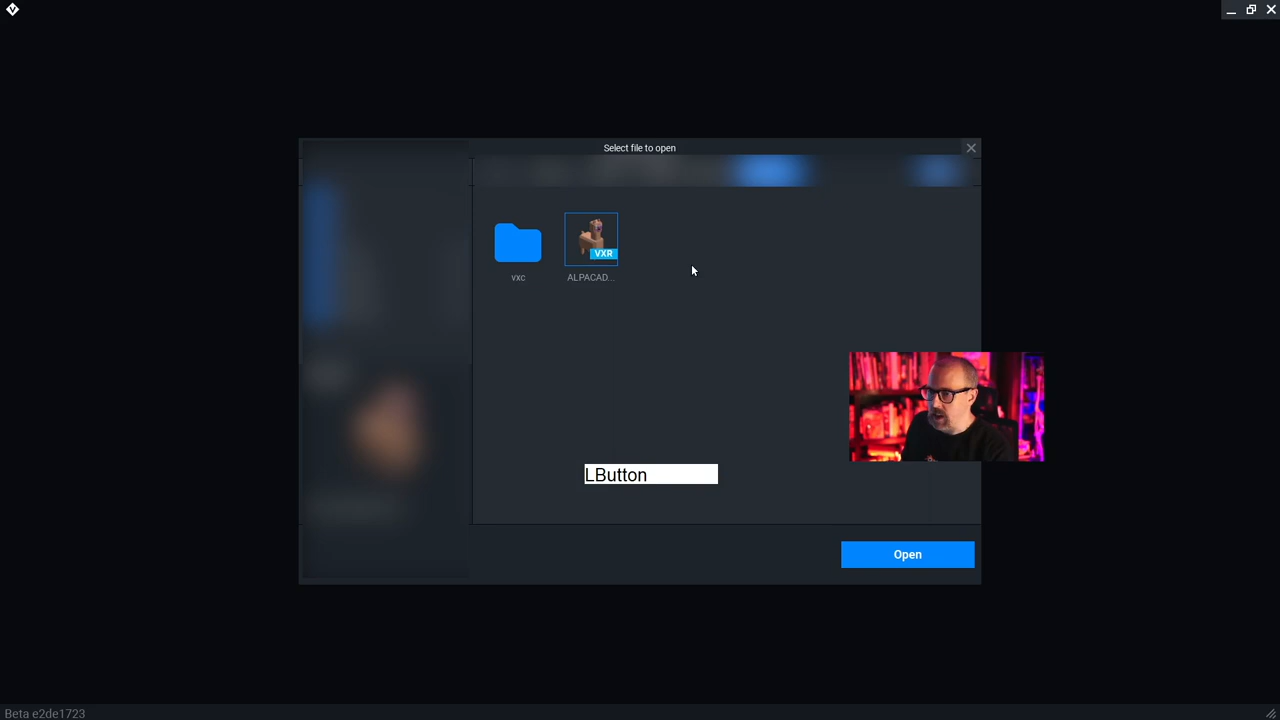 Select file to open
VXR
vxc
ALPACAD...
LButton
Open
Beta e2de1723